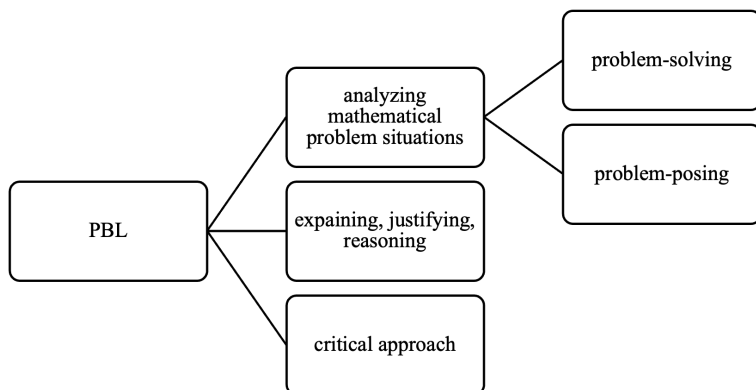 PBL
analyzing
mathematical
problem situations
expaining, justifying,
reasoning
critical approach
problem-solving
problem-posing